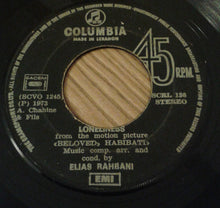 COLUMBIA
MADE IN LEBANON
45
RPM
SACEM
(SCVO 1245)
(P) 1973
A. Chahine
Fils
SCRL 136
STEREO
LONELINESS
from the motion picture
(BELOVED, HABIBATI)
Music comp. arr. and
cond. by
ELIAS RAHBANI
EMI